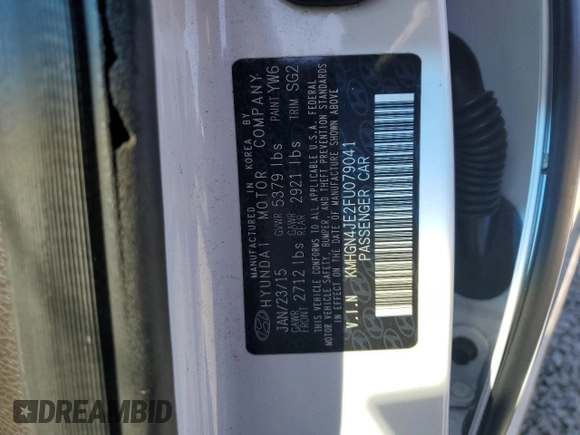 MANUFACTURED IN KOREA BY
HYUNDAI MOTOR COMPANY
JAN/23/15 GVWR 5379 lbs PAINT YW6
GAWR FRONT 2712 lbs GAWR REAR 2921 lbs TRIM SG2
THIS VEHICLE CONFORMS TO ALL APPLICABLE U.S.A. FEDERAL
MOTOR VEHICLE SAFETY, BUMPER, AND THEFT PREVENTION STANDARDS
IN EFFECT ON THE DATE OF MANUFACTURE SHOWN ABOVE
V.I.N KMHGN4JE2FU079041
PASSENGER CAR
DREAMBID